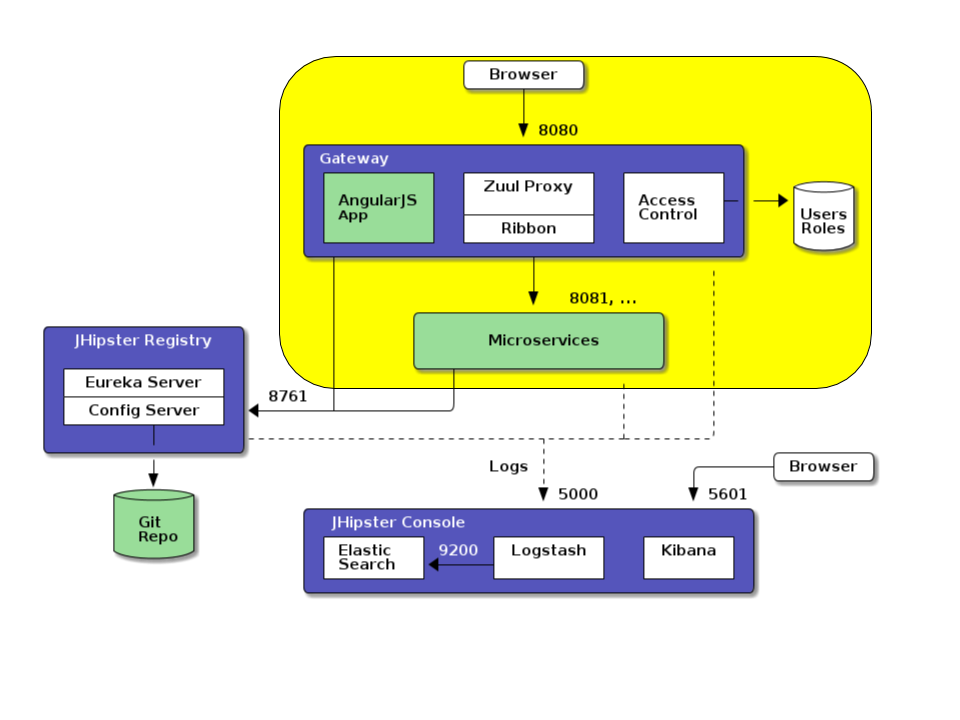 Browser
8080
Gateway
AngularJS
App
Zuul Proxy
Ribbon
Access
Control
Users
Roles
8081, ...
Microservices
JHipster Registry
Eureka Server
Config Server
8761
Git
Repo
Logs
5000
Browser
5601
JHipster Console
Elastic
Search
9200
Logstash
Kibana